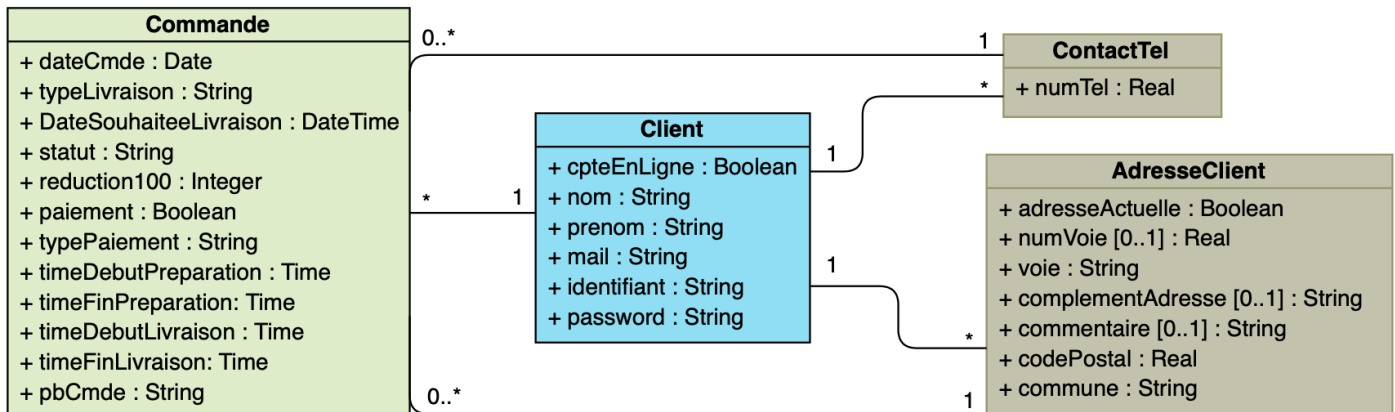 Commande
+ dateCmde : Date
+ typeLivraison : String
+ DateSouhaiteeLivraison : DateTime
+ statut : String
+ reduction100 : Integer
+ paiement : Boolean
+ typePaiement : String
+ timeDebutPreparation : Time
+ timeFinPreparation: Time
+ timeDebutLivraison : Time
+ timeFinLivraison: Time
+ pbCmde : String
0..*
1
*
1
Client
+ cpteEnLigne : Boolean
+ nom : String
+ prenom : String
+ mail : String
+ identifiant : String
+ password : String
1
*
1
*
0..*
1
ContactTel
+ numTel : Real
AdresseClient
+ adresseActuelle : Boolean
+ numVoie [0..1] : Real
+ voie : String
+ complementAdresse [0..1] : String
+ commentaire [0..1] : String
+ codePostal : Real
+ commune : String